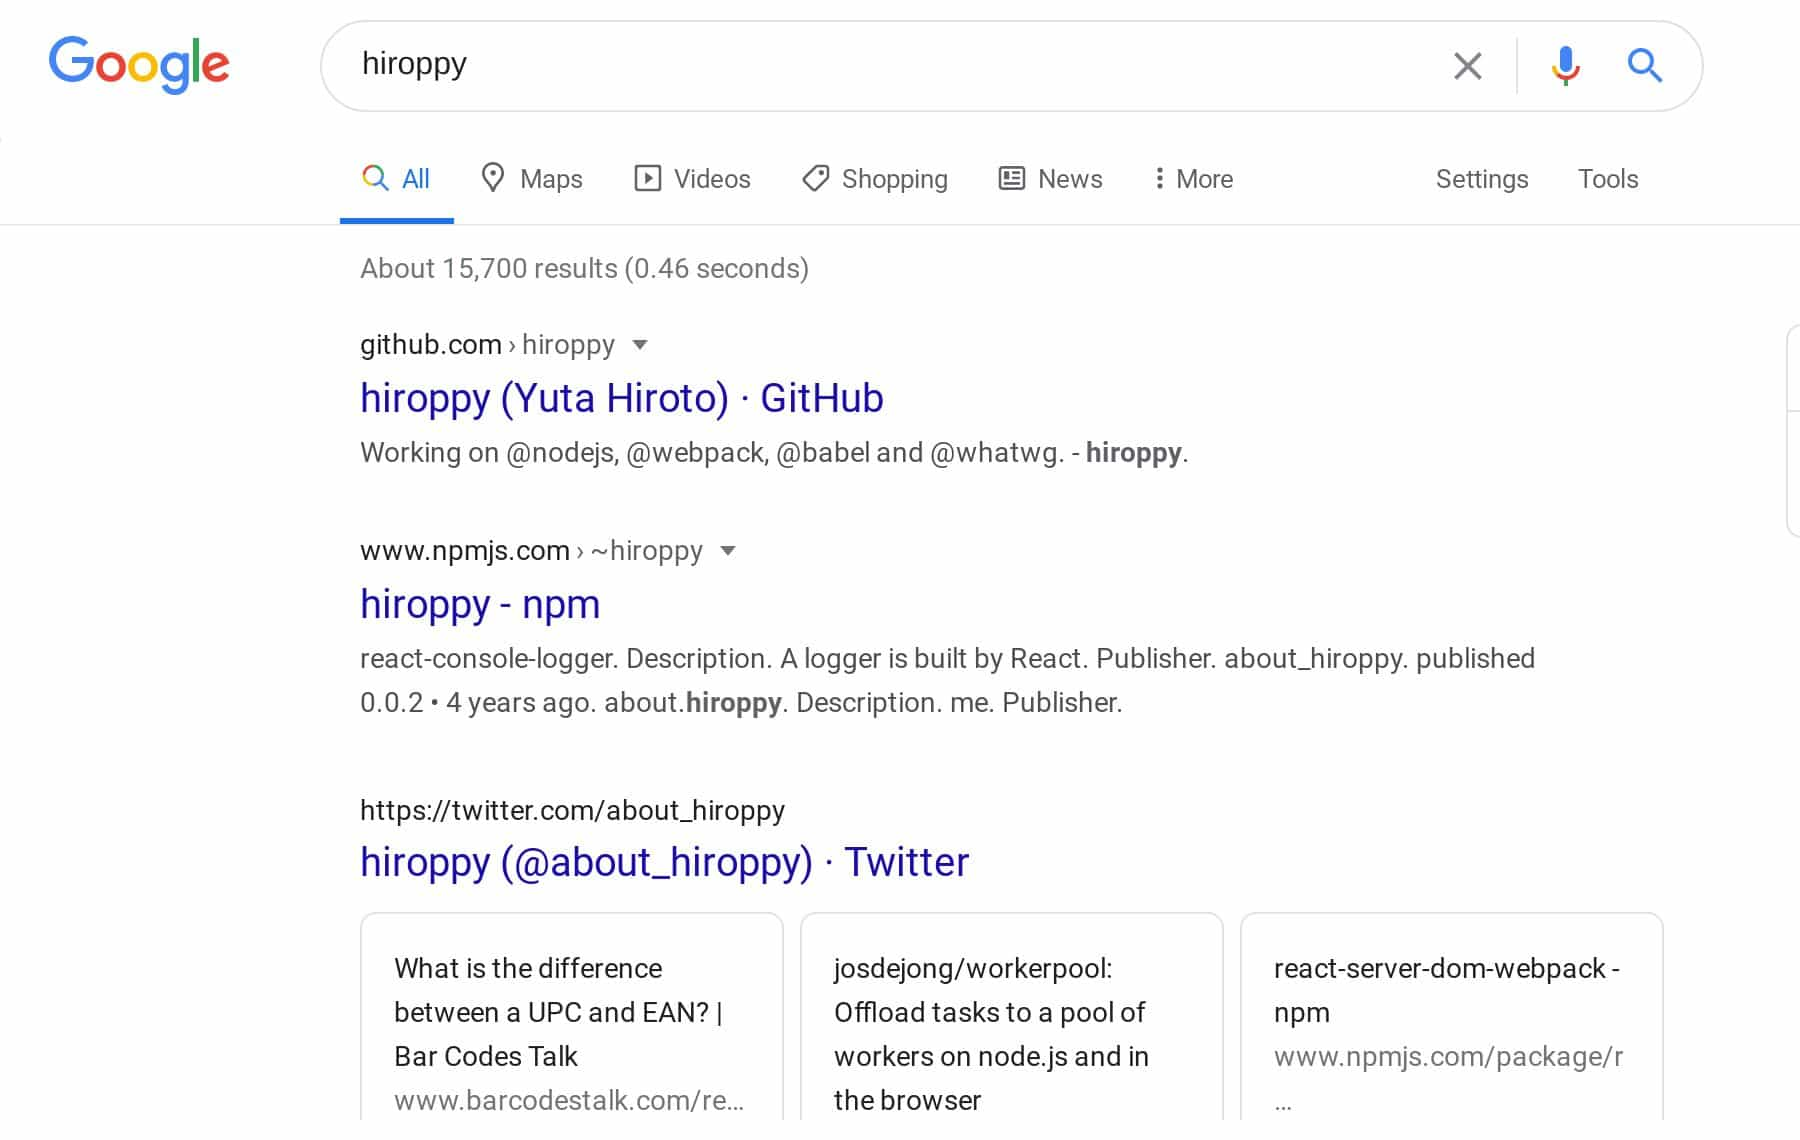 Google
hiroppy
All Maps Videos Shopping News More Settings Tools
About 15,700 results (0.46 seconds)
github.com › hiroppy
hiroppy (Yuta Hiroto) · GitHub
Working on @nodejs, @webpack, @babel and @whatwg. - hiroppy.
www.npmjs.com › ~hiroppy
hiroppy - npm
react-console-logger. Description. A logger is built by React. Publisher. about_hiroppy. published
0.0.2 • 4 years ago. about.hiroppy. Description. me. Publisher.
https://twitter.com/about_hiroppy
hiroppy (@about_hiroppy) · Twitter
What is the difference
between a UPC and EAN? |
Bar Codes Talk
www.barcodestalk.com/re...
josdejong/workerpool:
Offload tasks to a pool of
workers on node.js and in
the browser
react-server-dom-webpack -
npm
www.npmjs.com/package/r
...